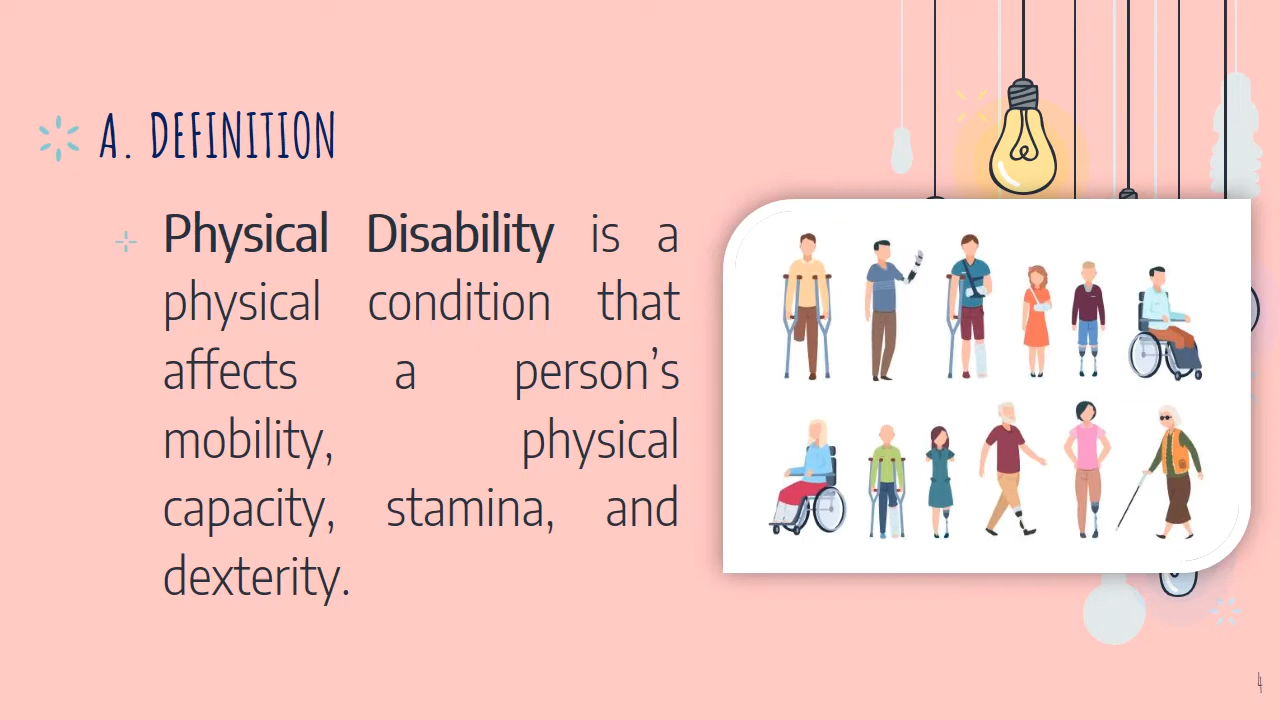 A. DEFINITION
Physical Disability is a
physical condition that
affects a person’s
mobility, physical
capacity, stamina, and
dexterity.
4